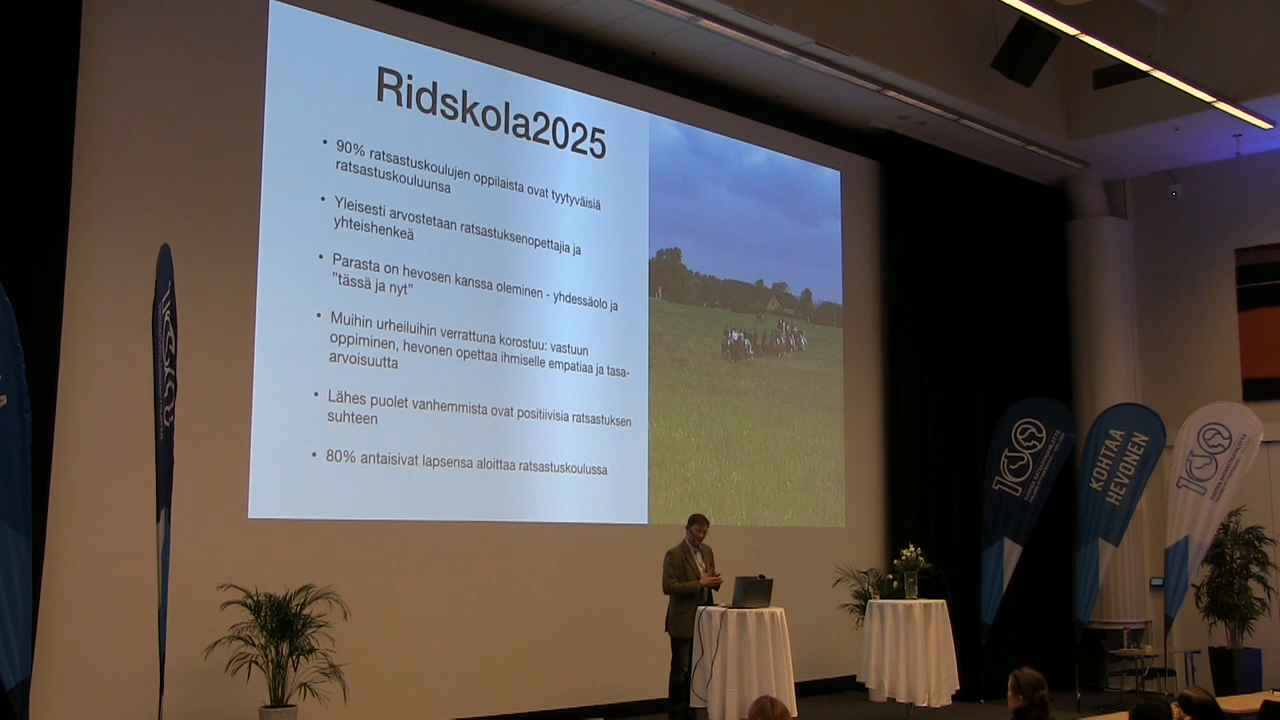 Ridskola2025
• 90% ratsastuskoulujen oppilaista ovat tyytyväisiä
ratsastuskouluunsa
• Yleisesti arvostetaan ratsastuksenopettajia ja
yhteishenkeä
• Parasta on hevosen kanssa oleminen - yhdessäolo ja
"tässä ja nyt"
• Muihin urheiluihin verrattuna korostuu: vastuun
oppiminen, hevonen opettaa ihmiselle empatiaa ja tasa-
arvoisuutta
• Lähes puolet vanhemmista ovat positiivisia ratsastuksen
suhteen
• 80% antaisivat lapsensa aloittaa ratsastuskoulussa
100
KOHTAA
HEVONEN
100
SUOMEN RATSASTAJAINLIITTO